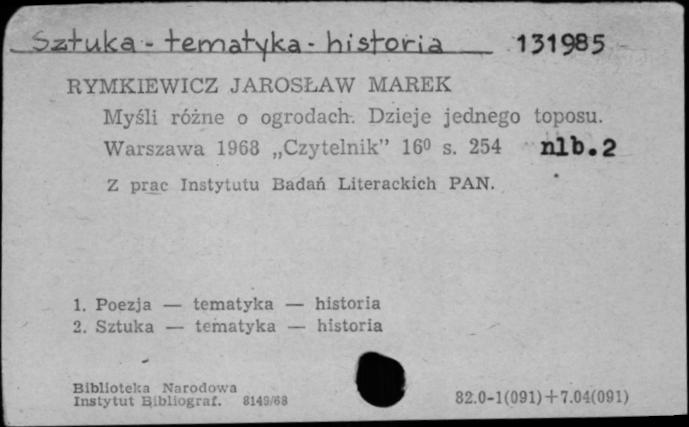 Sztuka - tematyka - historia 131985
RYMKIEWICZ JAROSŁAW MAREK
Myśli różne o ogrodach. Dzieje jednego toposu.
Warszawa 1968 „Czytelnik” 16⁰ s. 254 nlb.2
Z prac Instytutu Badań Literackich PAN.
1. Poezja — tematyka — historia
2. Sztuka — tematyka — historia
Biblioteka Narodowa
Instytut Bibliograf. 8149/68
82.0-1(091)+7.04(091)